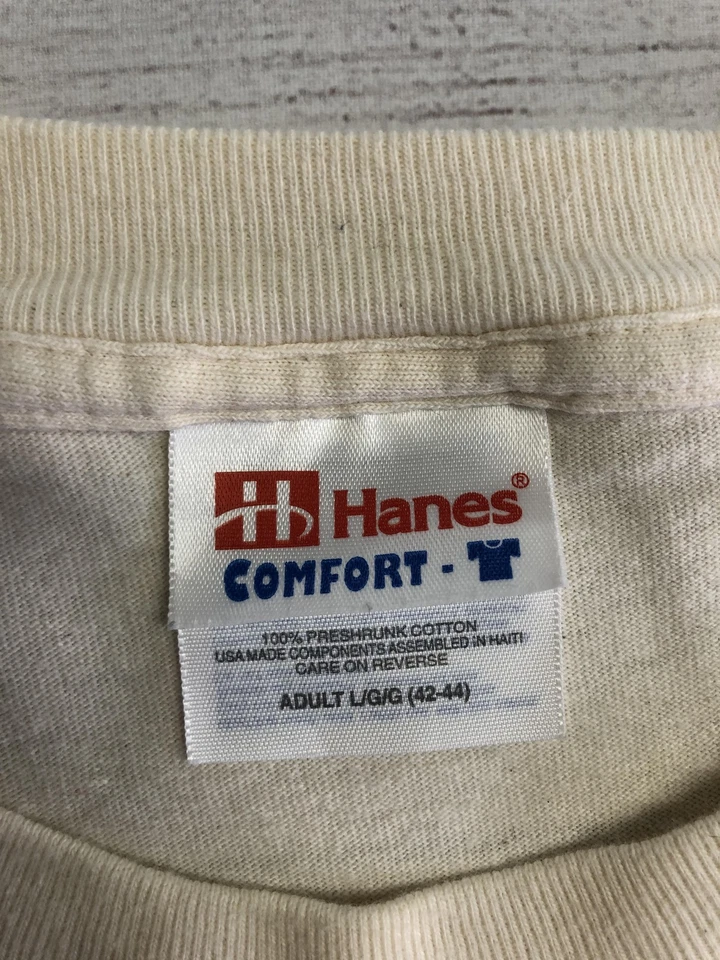 H Hanes®
COMFORT -
100% PRESHRUNK COTTON
USA MADE COMPONENTS ASSEMBLED IN HAITI
CARE ON REVERSE
ADULT L/G/G (42-44)